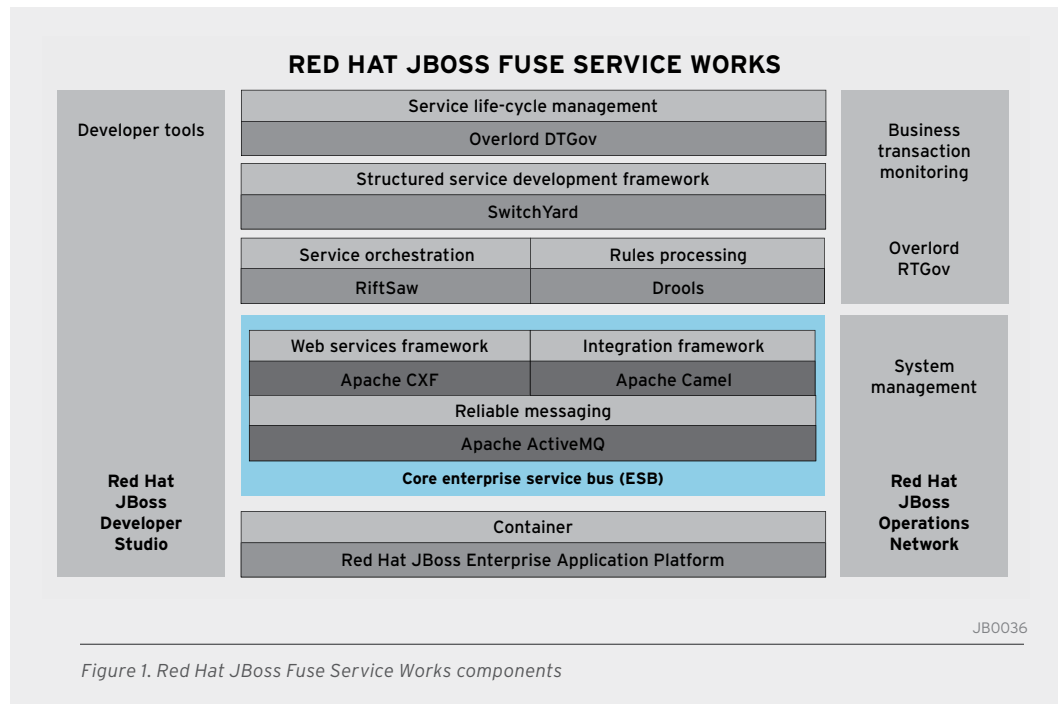 RED HAT JBOSS FUSE SERVICE WORKS
Developer tools
Red Hat
JBoss
Developer
Studio
Service life-cycle management
Overlord DTGov
Structured service development framework
SwitchYard
Service orchestration
Rules processing
RiftSaw
Drools
Web services framework
Integration framework
Apache CXF
Apache Camel
Reliable messaging
Apache ActiveMQ
Core enterprise service bus (ESB)
Container
Red Hat JBoss Enterprise Application Platform
Business
transaction
monitoring
Overlord
RTGov
System
management
Red Hat
JBoss
Operations
Network
JB0036
Figure 1. Red Hat JBoss Fuse Service Works components